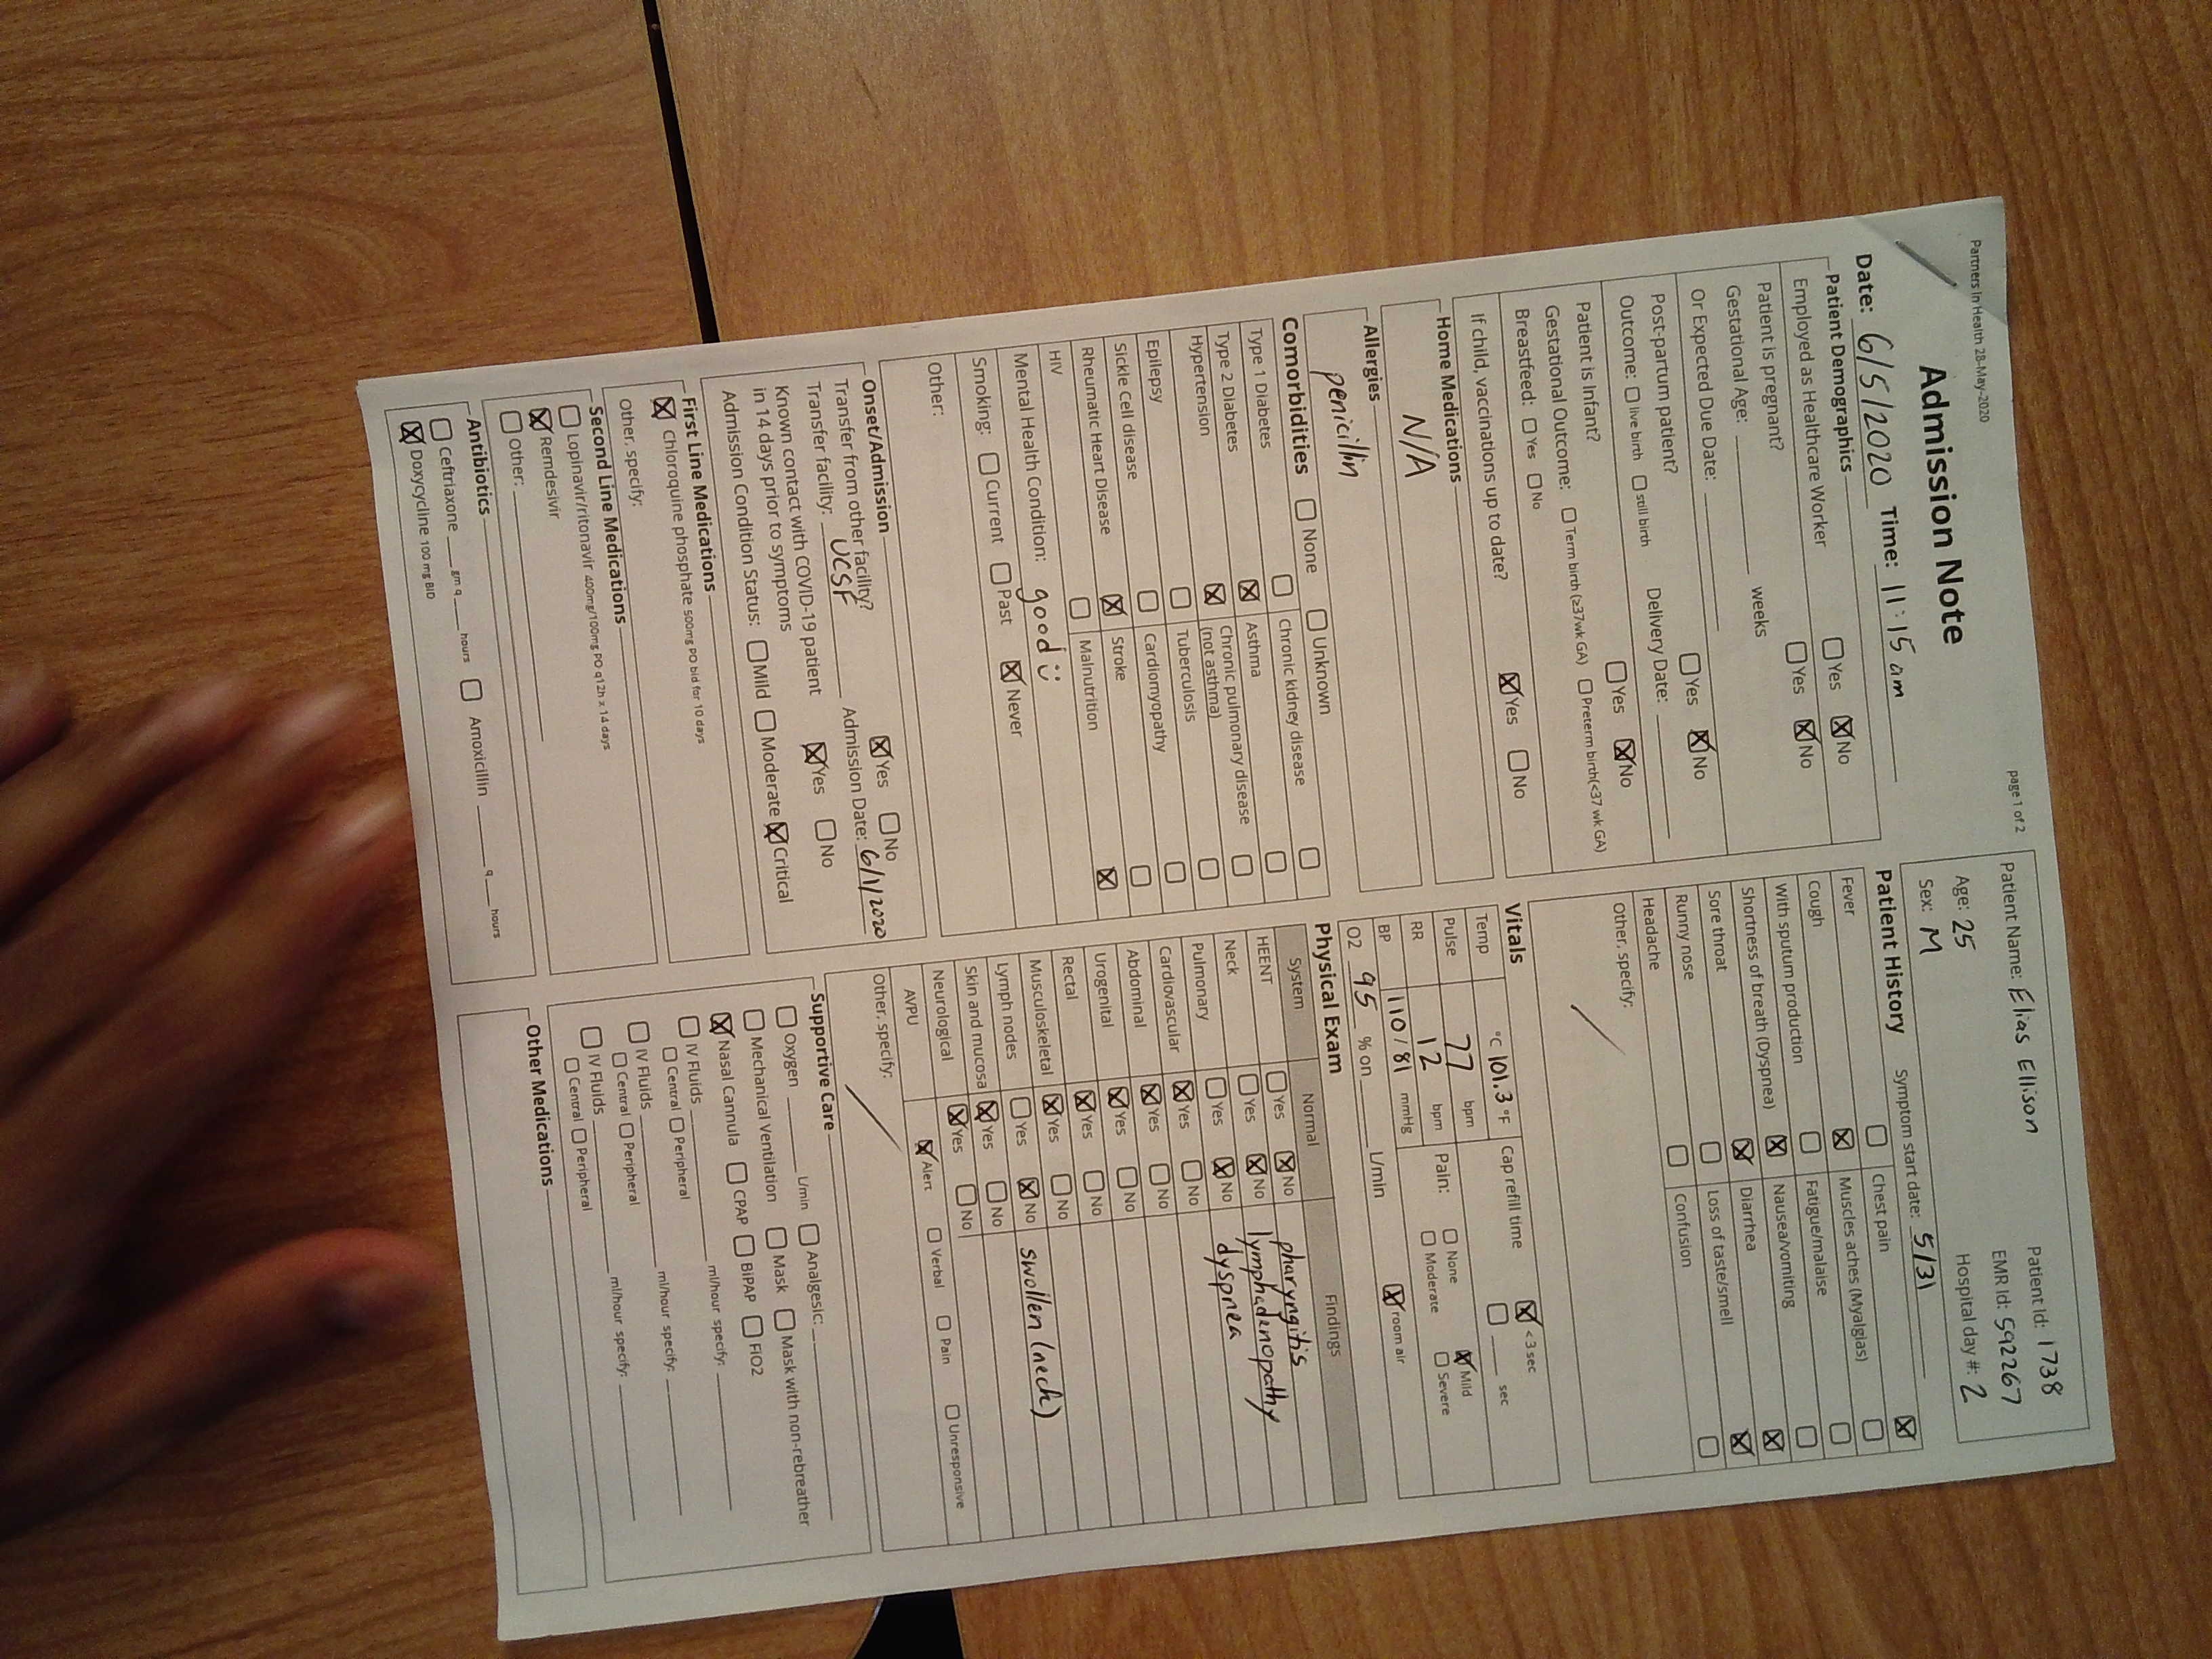 Partners In Health 28-May-2020
page 1 of 2
Admission Note
Date: 6/5/2020 Time: 11:15 am
Patient Demographics
Employed as Healthcare Worker ☐ Yes ☒ No
Patient is pregnant? ☐ Yes ☒ No
Gestational Age: ____ weeks
Or Expected Due Date: ____
Post-partum patient? ☐ Yes ☒ No
Outcome: ☐ live birth ☐ still birth Delivery Date: ____
Patient is Infant? ☐ Yes ☒ No
Gestational Outcome: ☐ Term birth (≥37wk GA) ☐ Preterm birth(<37 wk GA)
Breastfeed: ☐ Yes ☐ No
If child, vaccinations up to date? ☒ Yes ☐ No
Home Medications
N/A
Allergies
penicillin
Comorbidities ☐ None ☐ Unknown
Type 1 Diabetes ☐ Chronic kidney disease ☐
Type 2 Diabetes ☒ Asthma ☐
Hypertension ☒ Chronic pulmonary disease ☐
(not asthma)
Epilepsy ☐ Tuberculosis ☐
Sickle Cell disease ☐ Cardiomyopathy ☐
Rheumatic Heart Disease ☒ Stroke ☐
HIV ☐ Malnutrition ☒
Mental Health Condition: good :)
Smoking: ☐ Current ☐ Past ☒ Never
Other:
Onset/Admission
Transfer from other facility? ☒ Yes ☐ No
Transfer facility: UCSF Admission Date: 6/1/2020
Known contact with COVID-19 patient
in 14 days prior to symptoms ☒ Yes ☐ No
Admission Condition Status: ☐ Mild ☐ Moderate ☒ Critical
First Line Medications
☒ Chloroquine phosphate 500mg PO bid for 10 days
Other, specify:
Second Line Medications
☐ Lopinavir/ritonavir 400mg/100mg PO q12h x 14 days
☒ Remdesivir
☐ Other: ____
Antibiotics
☐ Ceftriaxone ____ gm q ____ hours ☐ Amoxicillin ____ q ____ hours
☒ Doxycycline 100 mg BID
Patient Name: Elias Ellison Patient Id: 1738
Age: 25 EMR Id: 592267
Sex: M Hospital day #: 2
Patient History Symptom start date: 5/31
Fever ☐ Chest pain ☒
Cough ☒ Muscles aches (Myalgias) ☐
With sputum production ☐ Fatigue/malaise ☐
Shortness of breath (Dyspnea) ☒ Nausea/vomiting ☐
Sore throat ☒ Diarrhea ☒
Runny nose ☐ Loss of taste/smell ☒
Headache ☐ Confusion ☐
Other, specify:
Vitals
Temp °C 101.3 °F Cap refill time ☒ <3 sec ☐ ____ sec
Pulse 77 bpm Pain: ☐ None ☒ Mild
RR 12 bpm ☐ Moderate ☐ Severe
BP 110 / 81 mmHg
O2 95 % on ____ L/min ☒ room air
Physical Exam
System Normal Findings
HEENT ☐ Yes ☒ No pharyngitis
Neck ☐ Yes ☒ No lymphadenopathy
Pulmonary ☐ Yes ☒ No dyspnea
Cardiovascular ☒ Yes ☐ No
Abdominal ☒ Yes ☐ No
Urogenital ☒ Yes ☐ No
Rectal ☒ Yes ☐ No
Musculoskeletal ☒ Yes ☐ No
Lymph nodes ☐ Yes ☒ No swollen (neck)
Skin and mucosa ☒ Yes ☐ No
Neurological ☒ Yes ☐ No
AVPU ☒ Alert ☐ Verbal ☐ Pain ☐ Unresponsive
Other, specify:
Supportive Care
☐ Oxygen ____ L/min ☐ Analgesic: ____
☐ Mechanical Ventilation ☐ Mask ☐ Mask with non-rebreather
☒ Nasal Cannula ☐ CPAP ☐ BiPAP ☐ FiO2
☐ IV Fluids ____ ml/hour specify: ____
☐ Central ☐ Peripheral
☐ IV Fluids ____ ml/hour specify: ____
☐ Central ☐ Peripheral
☐ IV Fluids ____ ml/hour specify: ____
☐ Central ☐ Peripheral
Other Medications